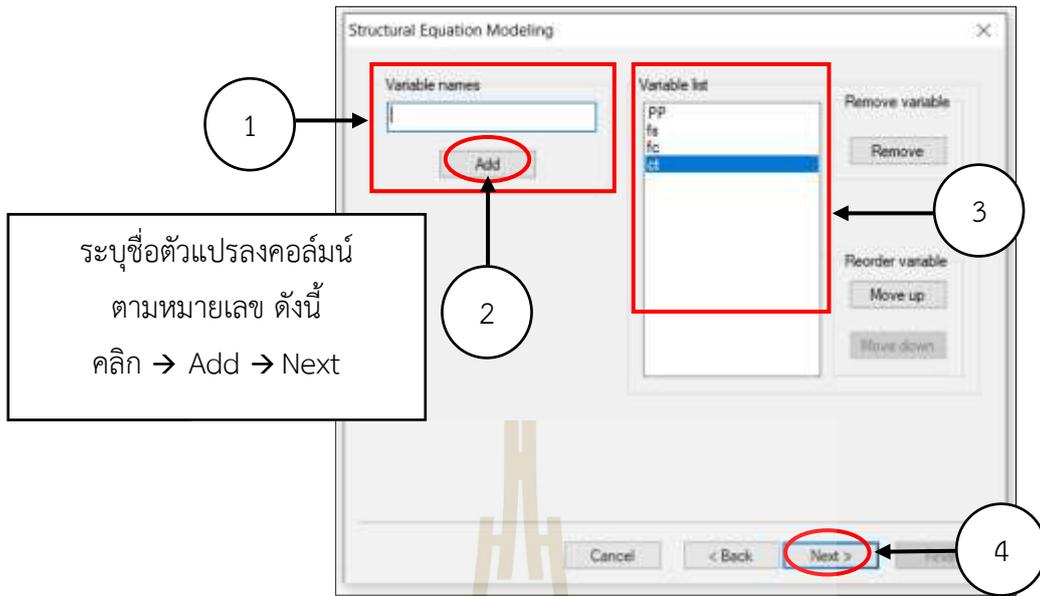 Structural Equation Modeling
Variable names
Add
Variable list
PP
fs
fc
ct
Remove variable
Remove
Reorder variable
Move up
Move down
Cancel
< Back
Next >
1
2
3
4
ระบุชื่อตัวแปรลงคอล์มน์
ตามหมายเลข ดังนี้
คลิก → Add → Next